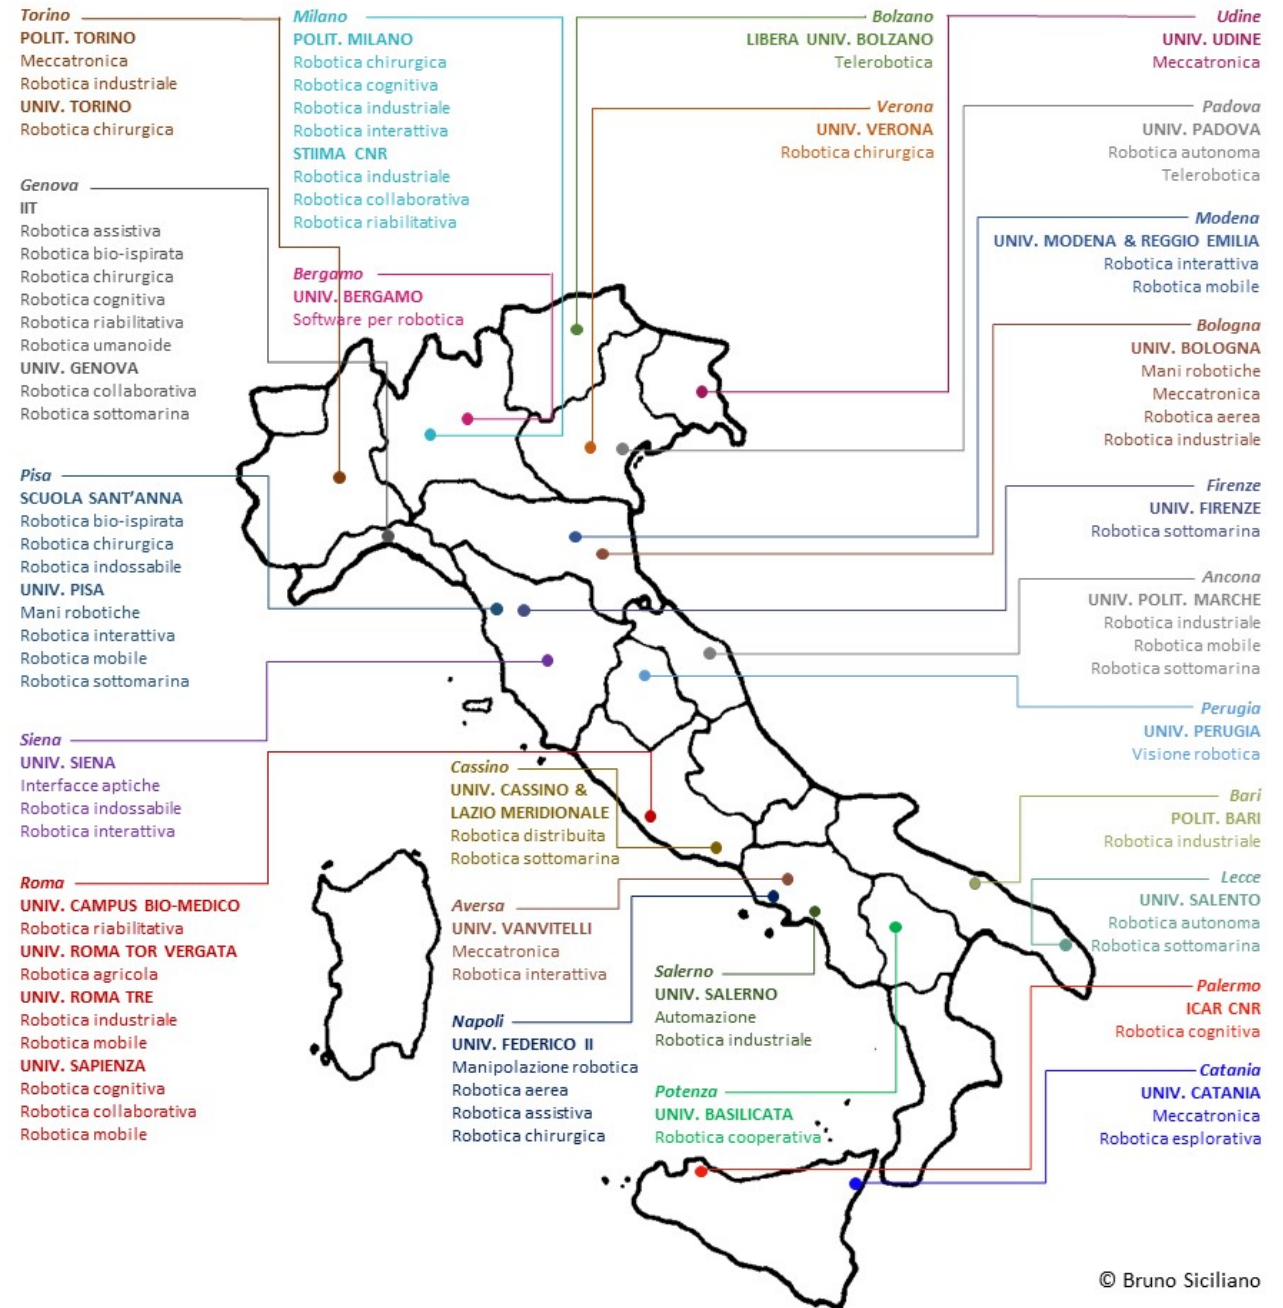 Torino
POLIT. TORINO
Meccatronica
Robotica industriale
UNIV. TORINO
Robotica chirurgica
Milano
POLIT. MILANO
Robotica chirurgica
Robotica cognitiva
Robotica industriale
Robotica interattiva
STIIMA CNR
Robotica industriale
Robotica collaborativa
Robotica riabilitativa
Bolzano
LIBERA UNIV. BOLZANO
Telerobotica
Udine
UNIV. UDINE
Meccatronica
Verona
UNIV. VERONA
Robotica chirurgica
Padova
UNIV. PADOVA
Robotica autonoma
Telerobotica
Genova
IIT
Robotica assistiva
Robotica bio-ispirata
Robotica chirurgica
Robotica cognitiva
Robotica riabilitativa
Robotica umanoide
UNIV. GENOVA
Robotica collaborativa
Robotica sottomarina
Bergamo
UNIV. BERGAMO
Software per robotica
Modena
UNIV. MODENA & REGGIO EMILIA
Robotica interattiva
Robotica mobile
Bologna
UNIV. BOLOGNA
Mani robotiche
Meccatronica
Robotica aerea
Robotica industriale
Pisa
SCUOLA SANT'ANNA
Robotica bio-ispirata
Robotica chirurgica
Robotica indossabile
UNIV. PISA
Mani robotiche
Robotica interattiva
Robotica mobile
Robotica sottomarina
Firenze
UNIV. FIRENZE
Robotica sottomarina
Ancona
UNIV. POLIT. MARCHE
Robotica industriale
Robotica mobile
Robotica sottomarina
Perugia
UNIV. PERUGIA
Visione robotica
Siena
UNIV. SIENA
Interfacce aptiche
Robotica indossabile
Robotica interattiva
Cassino
UNIV. CASSINO &
LAZIO MERIDIONALE
Robotica distribuita
Robotica sottomarina
Bari
POLIT. BARI
Robotica industriale
Lecce
UNIV. SALENTO
Robotica autonoma
Robotica sottomarina
Roma
UNIV. CAMPUS BIO-MEDICO
Robotica riabilitativa
UNIV. ROMA TOR VERGATA
Robotica agricola
UNIV. ROMA TRE
Robotica industriale
Robotica mobile
UNIV. SAPIENZA
Robotica cognitiva
Robotica collaborativa
Robotica mobile
Aversa
UNIV. VANVITELLI
Meccatronica
Robotica interattiva
Napoli
UNIV. FEDERICO II
Manipolazione robotica
Robotica aerea
Robotica assistiva
Robotica chirurgica
Salerno
UNIV. SALERNO
Automazione
Robotica industriale
Potenza
UNIV. BASILICATA
Robotica cooperativa
Palermo
ICAR CNR
Robotica cognitiva
Catania
UNIV. CATANIA
Meccatronica
Robotica esplorativa
© Bruno Siciliano